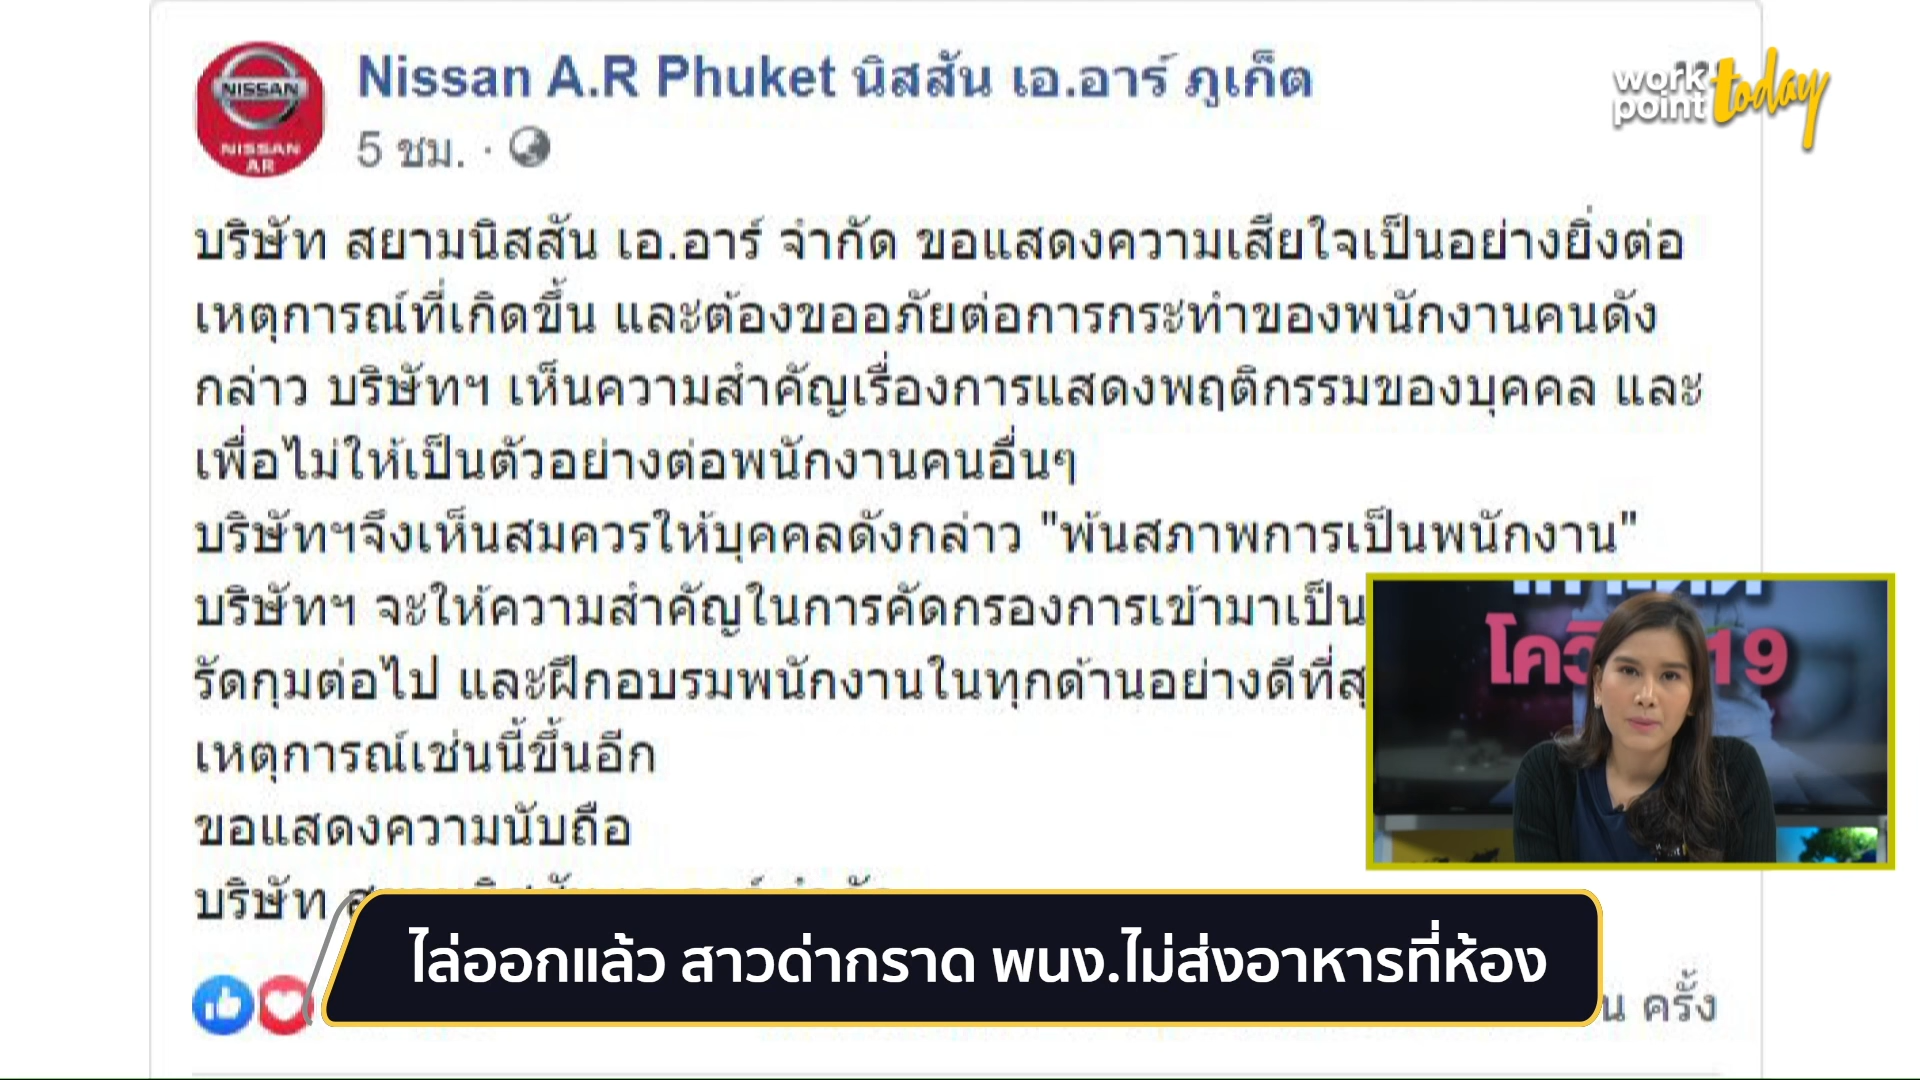 NISSAN
NISSAN
AR
Nissan A.R Phuket นิสสัน เอ.อาร์ ภูเก็ต
5 ชม. ·
work
point today
บริษัท สยามนิสสัน เอ.อาร์ จำกัด ขอแสดงความเสียใจเป็นอย่างยิ่งต่อ
เหตุการณ์ที่เกิดขึ้น และต้องขออภัยต่อการกระทำของพนักงานคนดัง
กล่าว บริษัทฯ เห็นความสำคัญเรื่องการแสดงพฤติกรรมของบุคคล และ
เพื่อไม่ให้เป็นตัวอย่างต่อพนักงานคนอื่นๆ
บริษัทฯจึงเห็นสมควรให้บุคคลดังกล่าว "พ้นสภาพการเป็นพนักงาน"
บริษัทฯ จะให้ความสำคัญในการคัดกรองการเข้ามาเป็น
รัดกุมต่อไป และฝึกอบรมพนักงานในทุกด้านอย่างดีที่สุ
เหตุการณ์เช่นนี้ขึ้นอีก
ขอแสดงความนับถือ
บริษัท
โควิ 19
ไล่ออกแล้ว สาวด่ากราด พนง.ไม่ส่งอาหารที่ห้อง
น ครั้ง